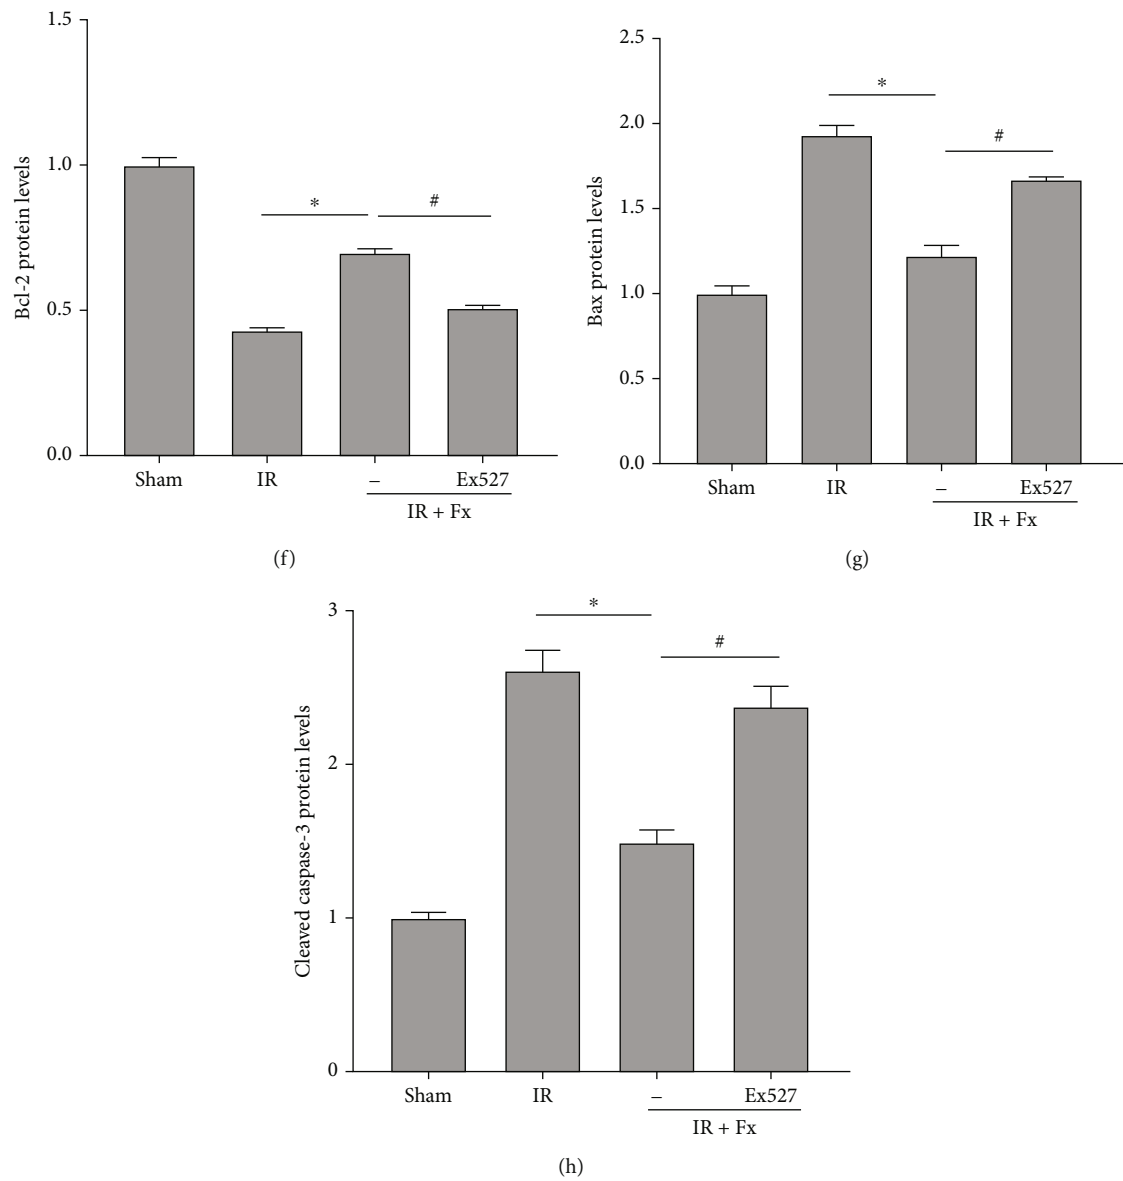 Bcl-2 protein levels
1.5
1.0
0.5
0.0
*
#
Sham
IR
–
Ex527
IR + Fx
(f)
Bax protein levels
2.5
2.0
1.5
1.0
0.5
0.0
*
#
Sham
IR
–
Ex527
IR + Fx
(g)
Cleaved caspase-3 protein levels
3
2
1
0
*
#
Sham
IR
–
Ex527
IR + Fx
(h)